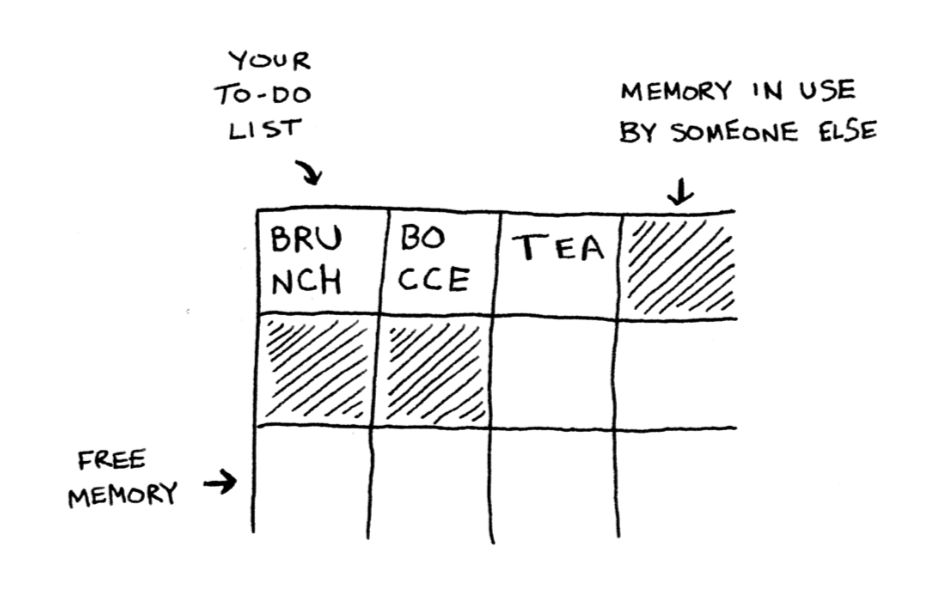 YOUR
TO-DO
LIST
MEMORY IN USE
BY SOMEONE ELSE
BRU
NCH
BO
CCE
TEA
FREE
MEMORY